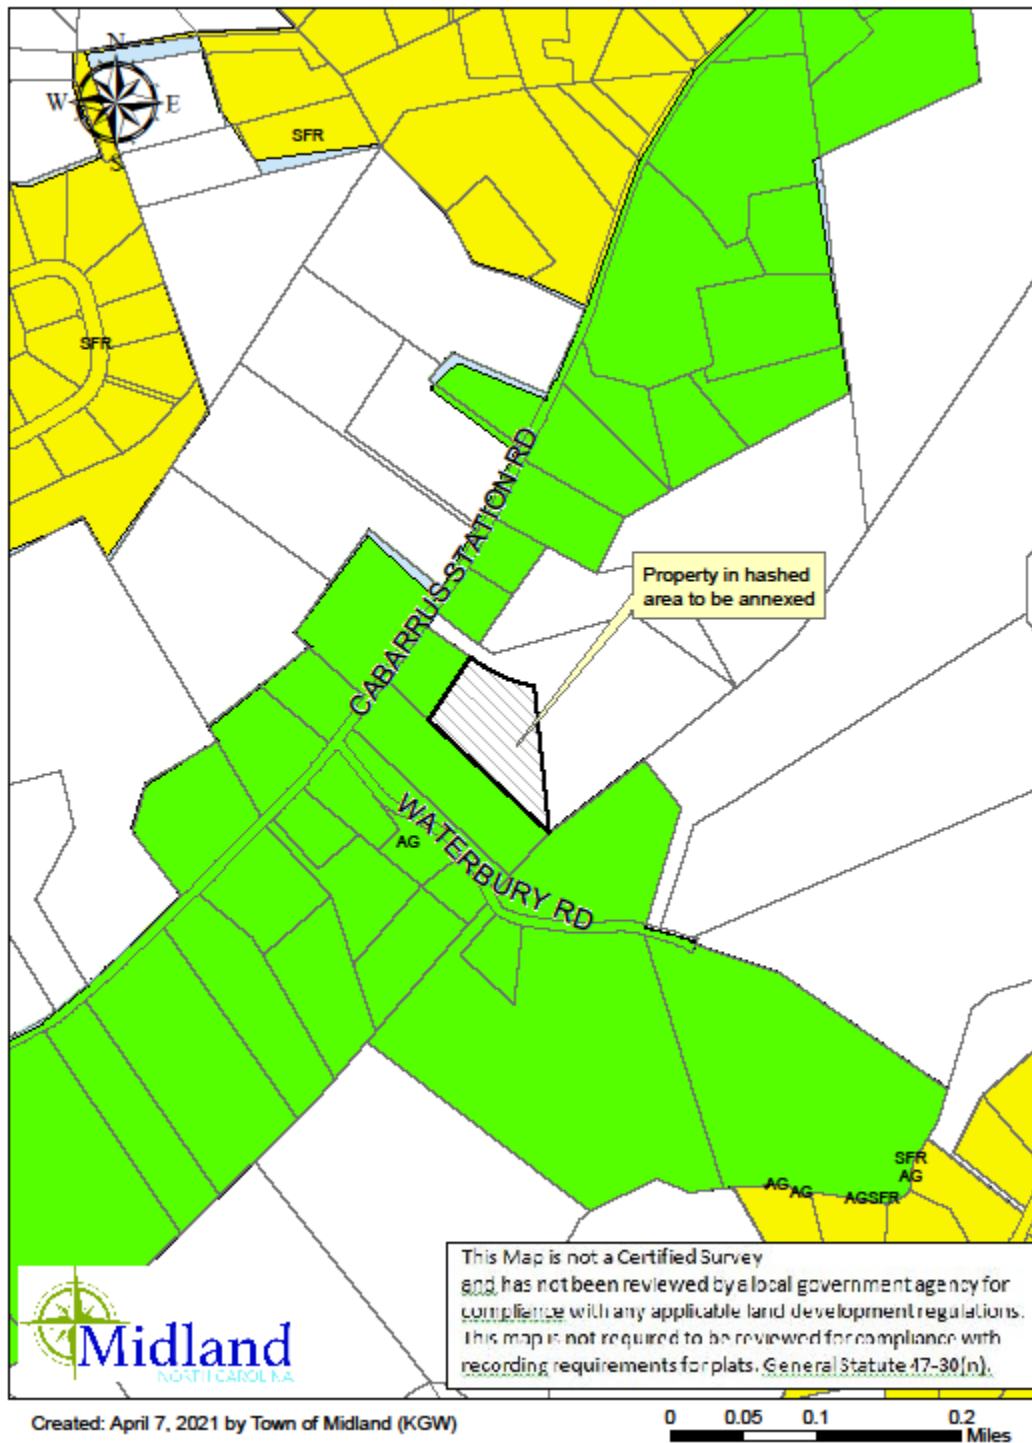 N
W E
S
SFR
SFR
CABARRUS STATION RD
Property in hashed
area to be annexed
WATERBURY RD
AG
SFR
AG
AG
AG
AGSFR
This Map is not a Certified Survey
and has not been reviewed by a local government agency for
compliance with any applicable land development regulations.
This map is not required to be reviewed for compliance with
recording requirements for plats. General Statute 47-30(n).
Midland
NORTH CAROLINA
Created: April 7, 2021 by Town of Midland (KGW)
0 0.05 0.1 0.2
Miles